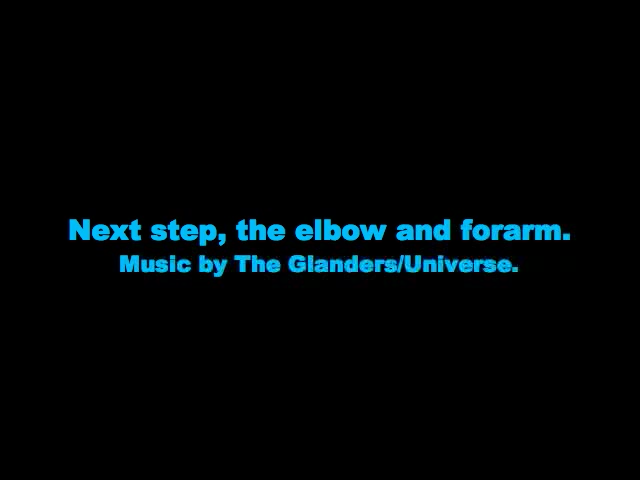 Next step, the elbow and forarm.
Music by The Glanders/Universe.